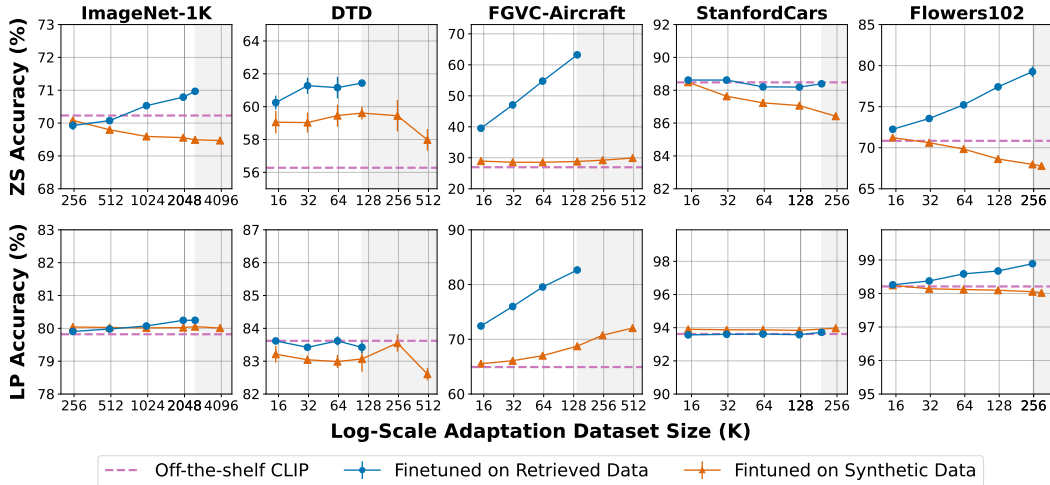 ImageNet-1K DTD FGVC-Aircraft StanfordCars Flowers102
ZS Accuracy (%)
73 72 71 70 69 68
256 512 1024 2048 4096
64 62 60 58 56
16 32 64 128 256 512
70 60 50 40 30 20
16 32 64 128 256 512
92 90 88 86 84 82
16 32 64 128 256
85 80 75 70 65
16 32 64 128 256
LP Accuracy (%)
83 82 81 80 79 78
256 512 1024 2048 4096
87 86 85 84 83 82
16 32 64 128 256 512
90 80 70 60
16 32 64 128 256 512
98 96 94 92 90
16 32 64 128 256
99 98 97 96 95
16 32 64 128 256
Log-Scale Adaptation Dataset Size (K)
Off-the-shelf CLIP Finetuned on Retrieved Data Fintuned on Synthetic Data